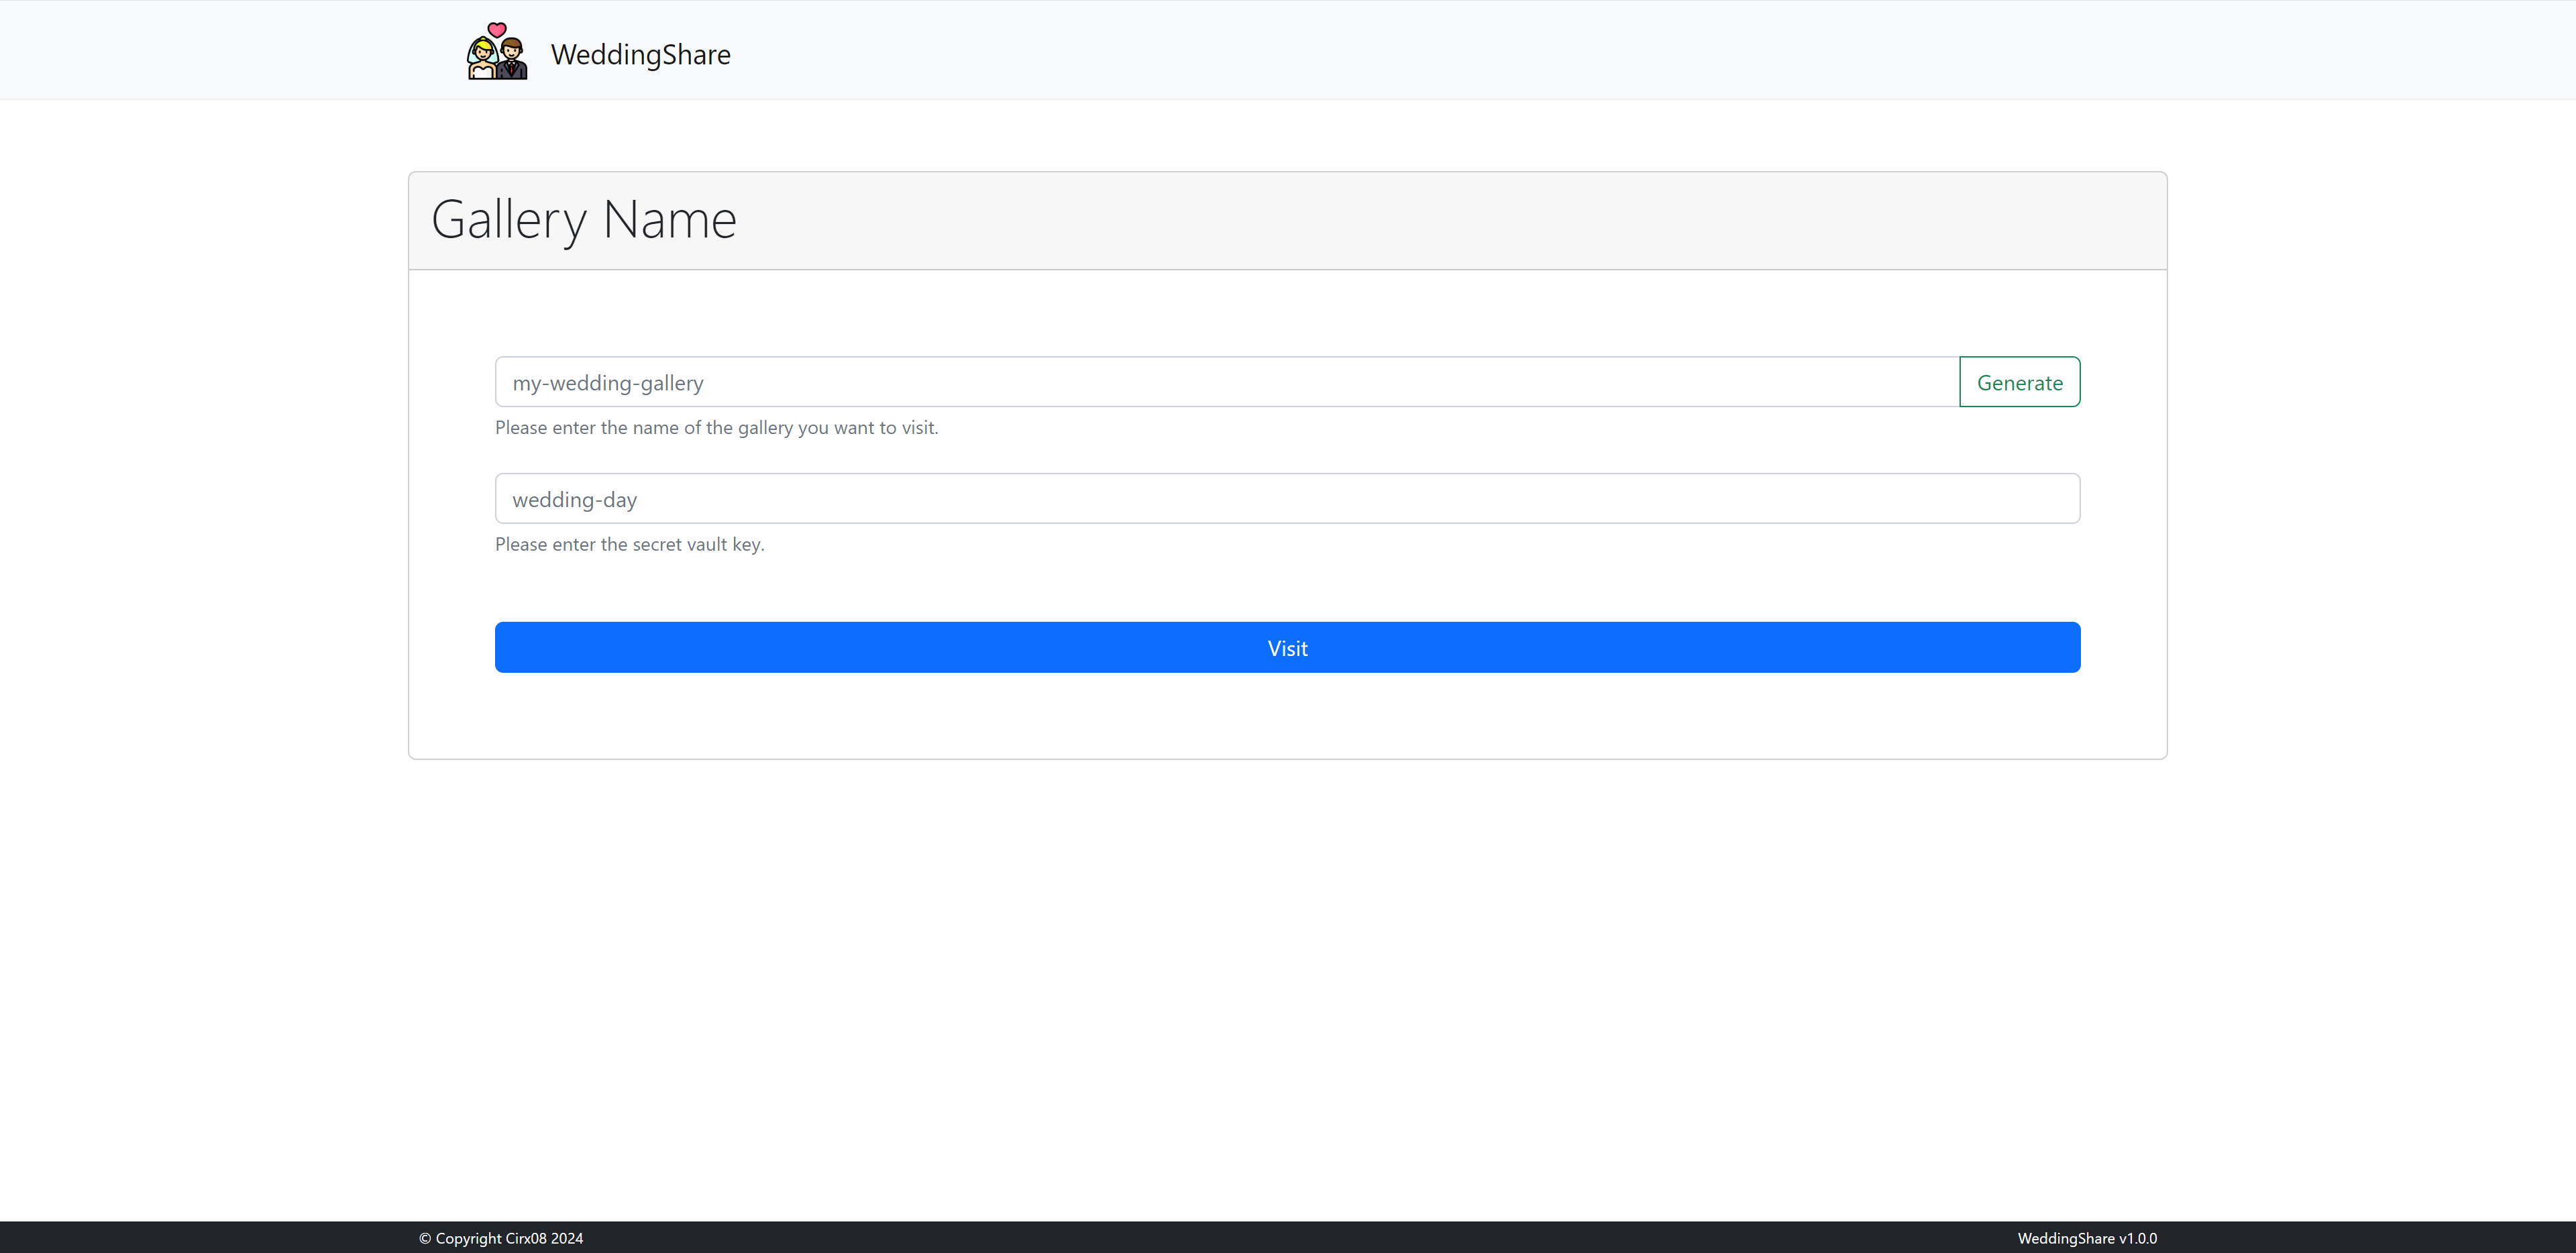 WeddingShare
Gallery Name
my-wedding-gallery
Generate
Please enter the name of the gallery you want to visit.
wedding-day
Please enter the secret vault key.
Visit
© Copyright Cirx08 2024
WeddingShare v1.0.0